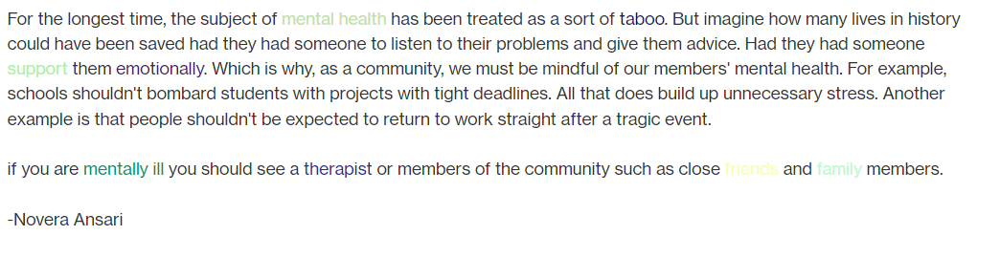 For the longest time, the subject of mental health has been treated as a sort of taboo. But imagine how many lives in history
could have been saved had they had someone to listen to their problems and give them advice. Had they had someone
support them emotionally. Which is why, as a community, we must be mindful of our members' mental health. For example,
schools shouldn't bombard students with projects with tight deadlines. All that does build up unnecessary stress. Another
example is that people shouldn't be expected to return to work straight after a tragic event.
if you are mentally ill you should see a therapist or members of the community such as close friends and family members.
-Novera Ansari